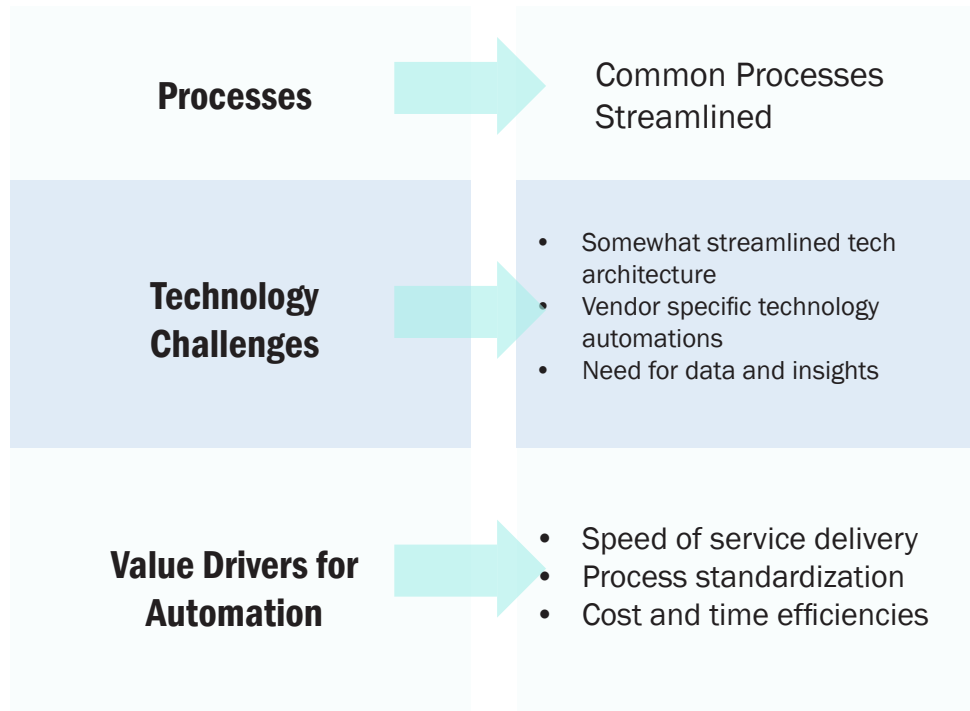 Processes
Common Processes
Streamlined
Technology
Challenges
• Somewhat streamlined tech
architecture
• Vendor specific technology
automations
• Need for data and insights
Value Drivers for
Automation
• Speed of service delivery
• Process standardization
• Cost and time efficiencies